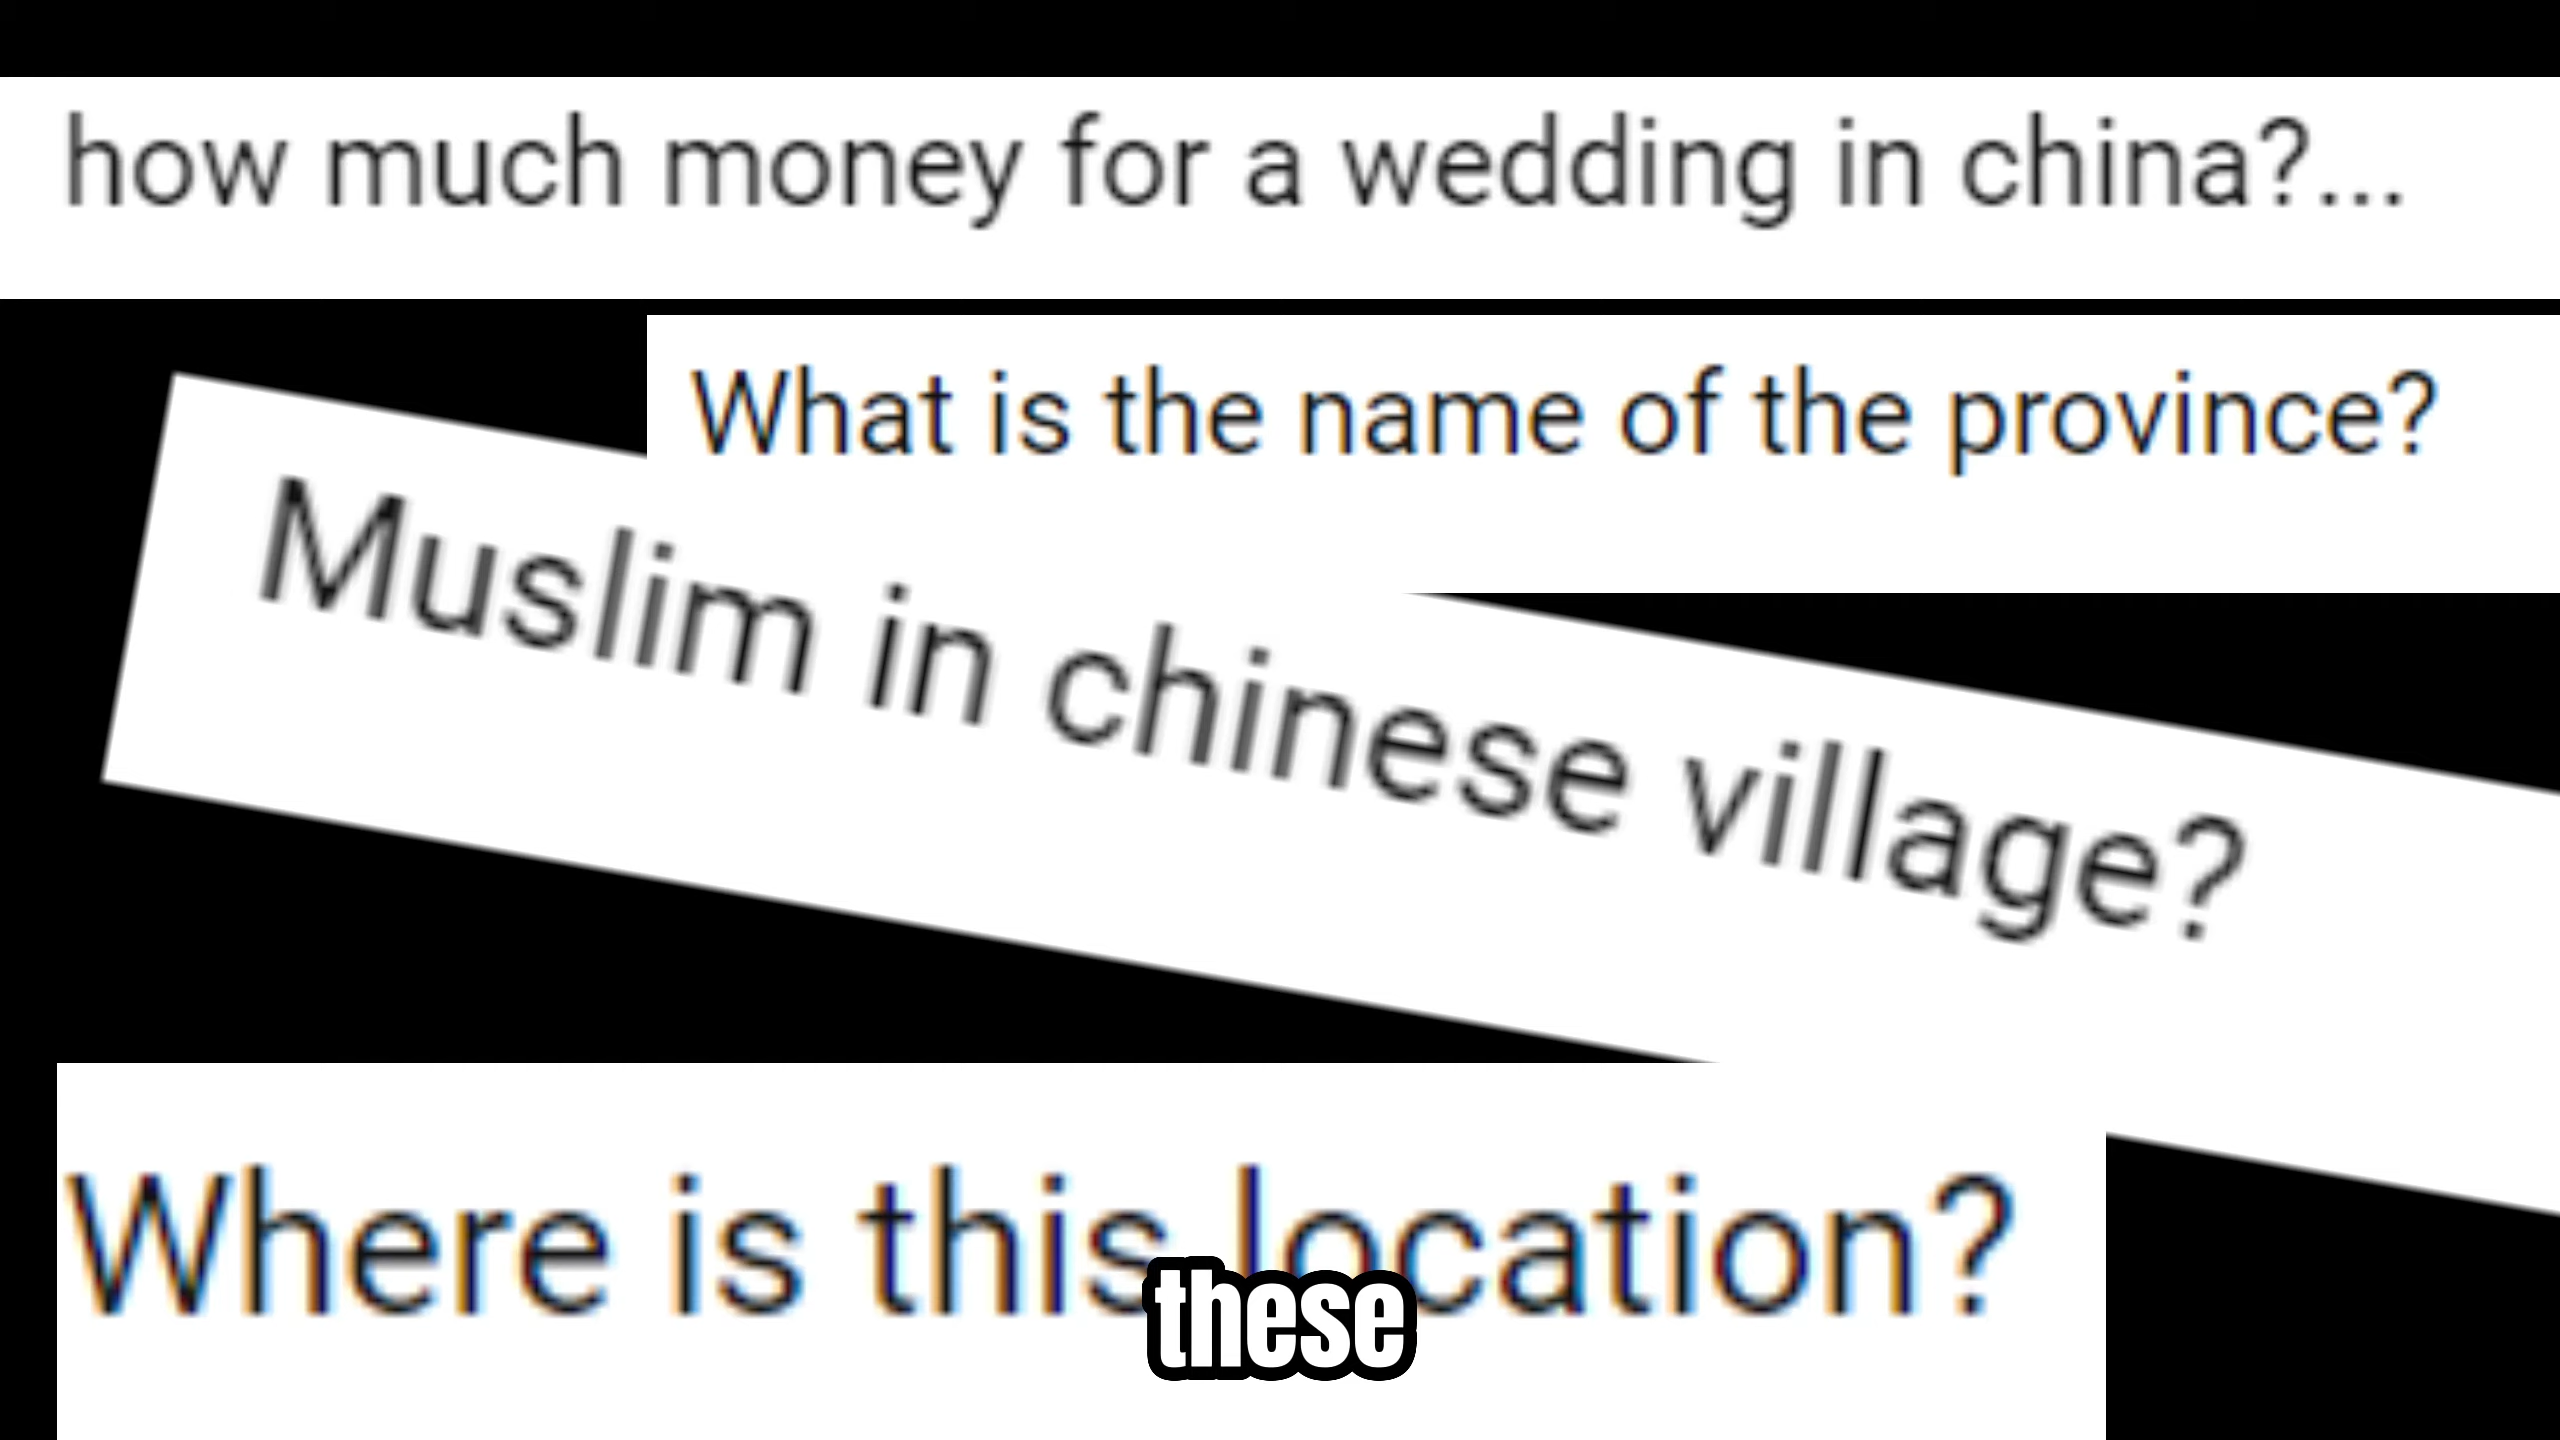 how much money for a wedding in china?...
What is the name of the province?
Muslim in chinese village?
Where is this location?
these